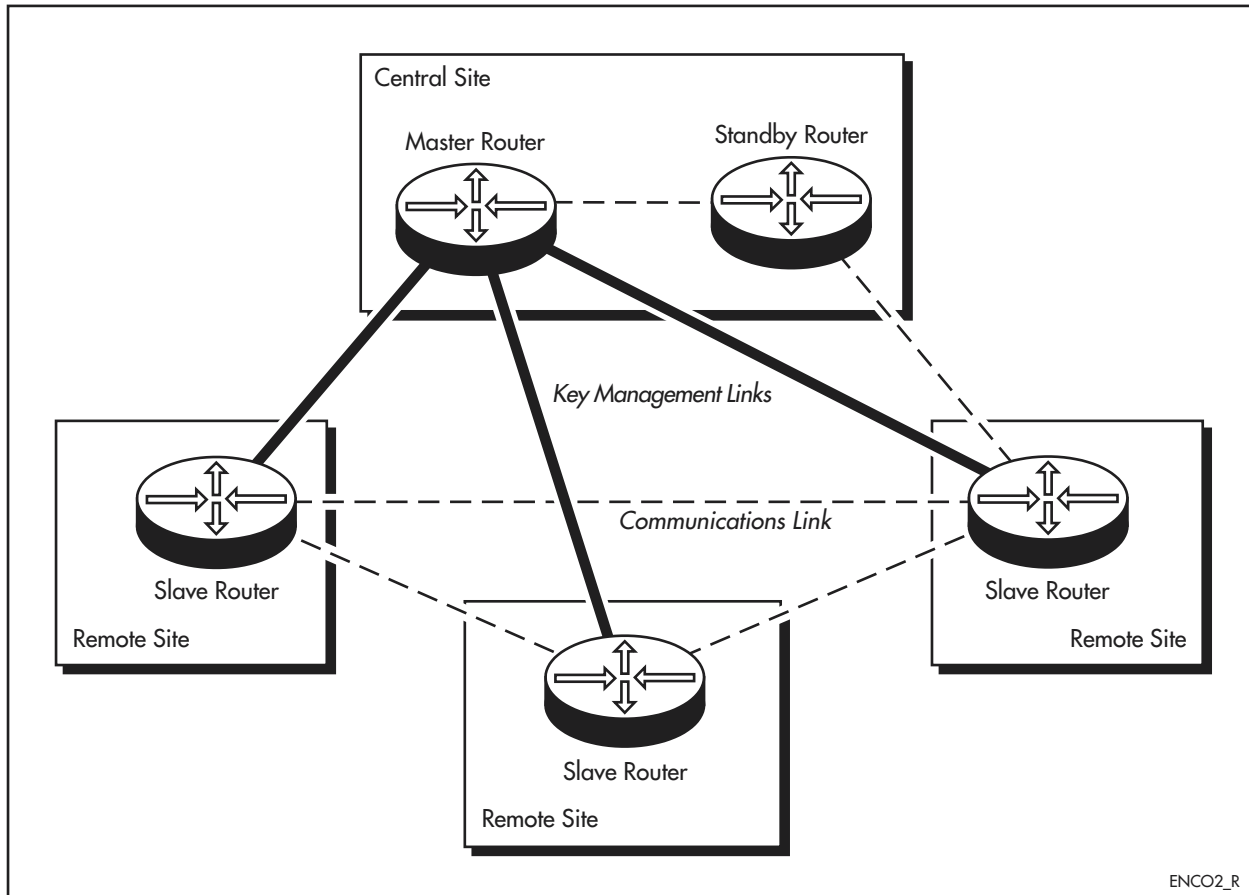 Central Site
Master Router
Standby Router
Key Management Links
Communications Link
Slave Router
Remote Site
Slave Router
Remote Site
Slave Router
Remote Site
ENCO2_R